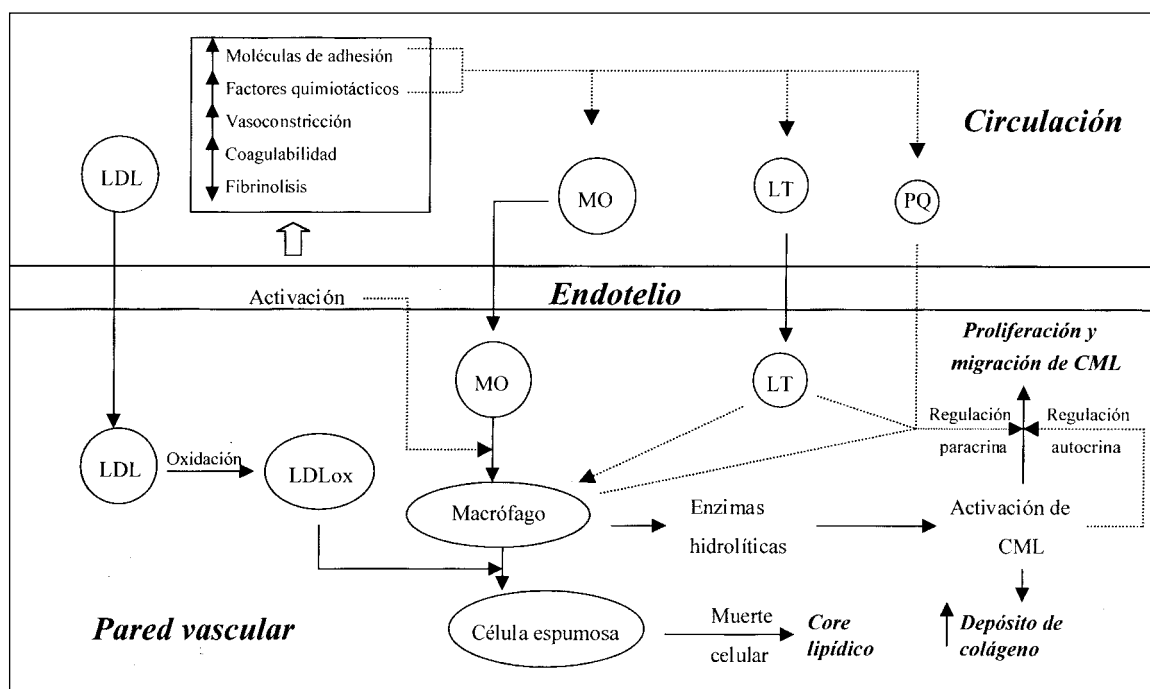 Moléculas de adhesión
Factores quimiotácticos
Vasoconstricción
Coagulabilidad
Fibrinolisis
Circulación
LDL
MO
LT
PQ
Endotelio
Activación
Proliferación y
migración de CML
MO
LT
Regulación
paracrina
Regulación
autocrina
LDL
Oxidación
LDLox
Macrófago
Enzimas
hidrolíticas
Activación de
CML
Pared vascular
Célula espumosa
Muerte
celular
Core
lipídico
Depósito de
colágeno